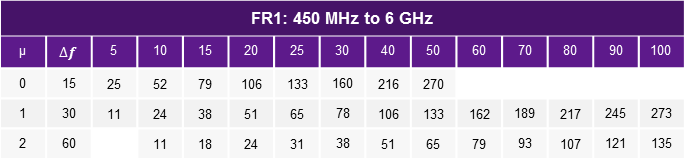 FR1: 450 MHz to 6 GHz
μ Δf 5 10 15 20 25 30 40 50 60 70 80 90 100
0 15 25 52 79 106 133 160 216 270
1 30 11 24 38 51 65 78 106 133 162 189 217 245 273
2 60 11 18 24 31 38 51 65 79 93 107 121 135